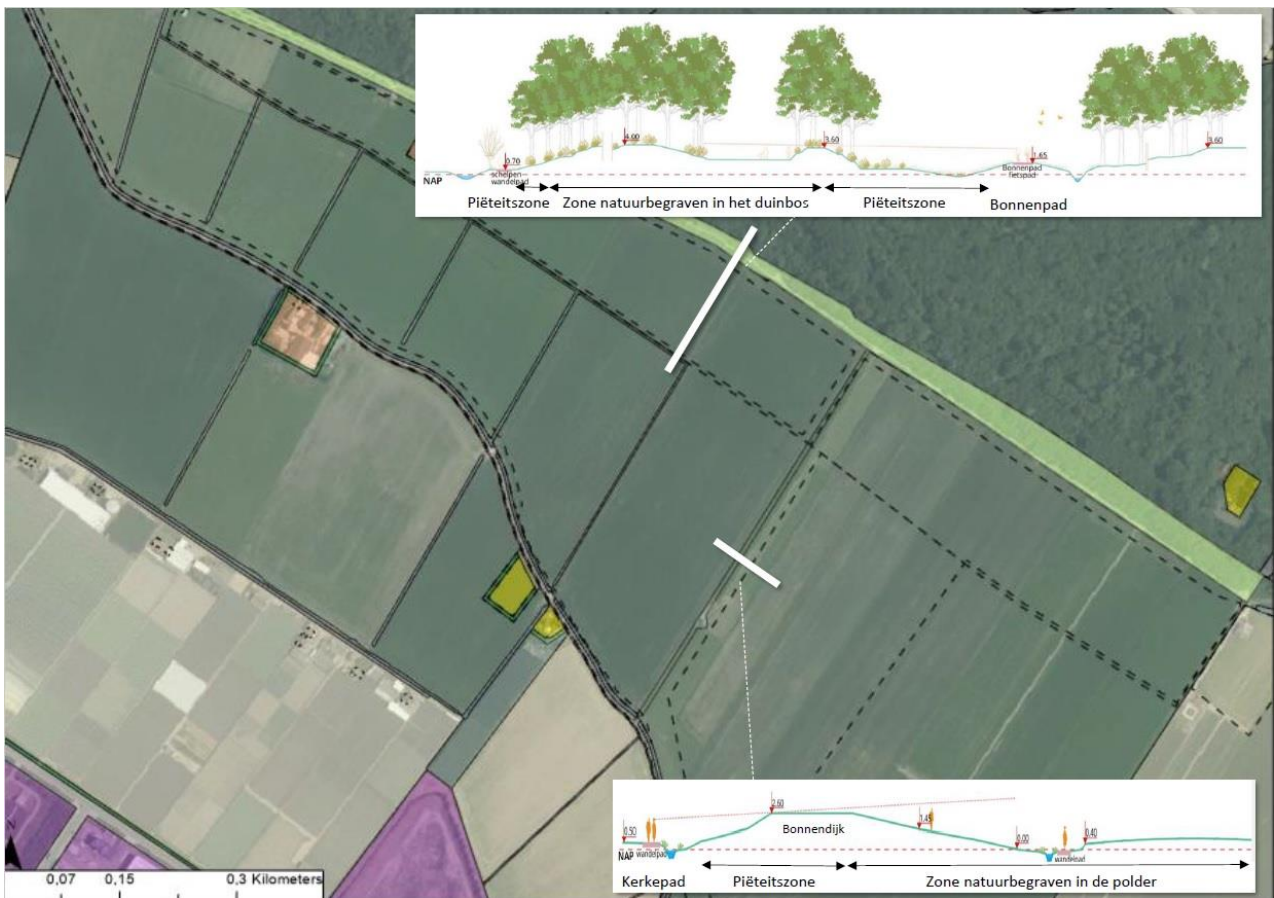 4.00
3.60
3.60
0.70
1.65
schelpen
wandelpad
Bonnenpad
fietspad
NAP
Piëteitszone Zone natuurbegraven in het duinbos Piëteitszone Bonnenpad
2.60
1.45
0.50
Bonnendijk
0.00
0.40
NAP wandelpad
wandelpad
Kerkepad Piëteitszone Zone natuurbegraven in de polder
0,07 0,15 0,3 Kilometers